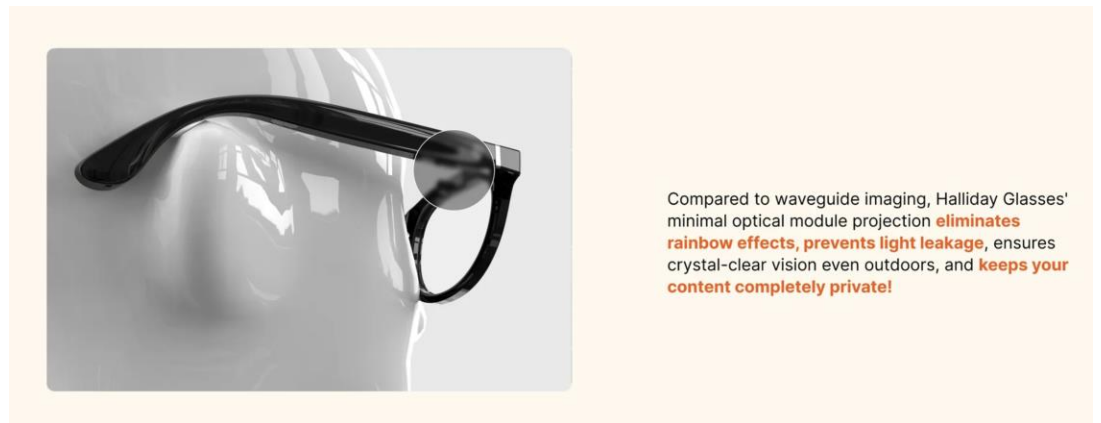 Compared to waveguide imaging, Halliday Glasses'
minimal optical module projection eliminates
rainbow effects, prevents light leakage, ensures
crystal-clear vision even outdoors, and keeps your
content completely private!